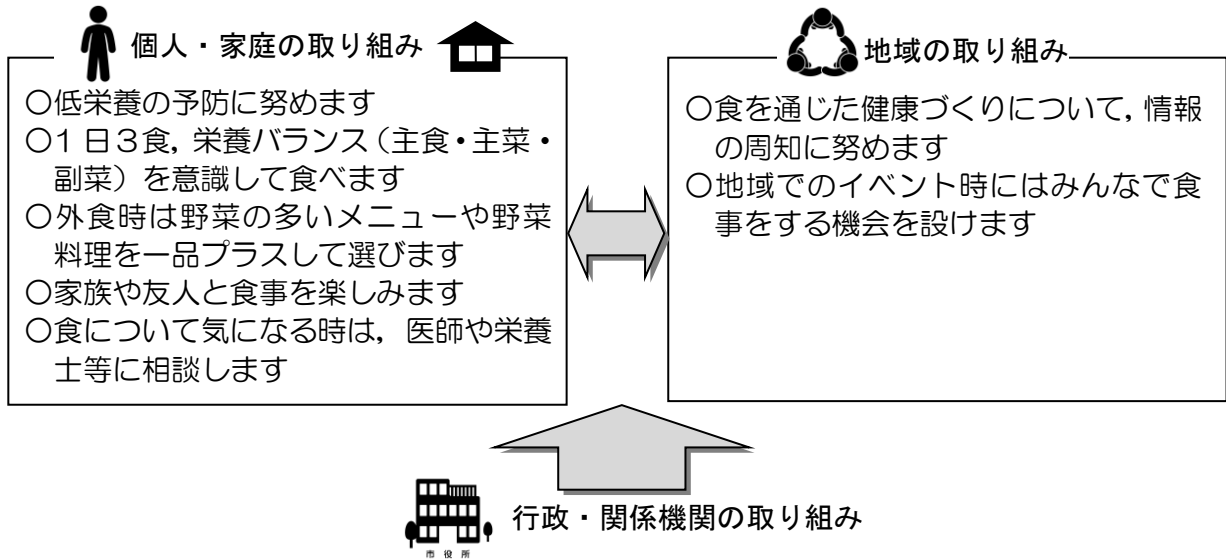 個人・家庭の取り組み
○低栄養の予防に努めます
○1日3食,栄養バランス(主食・主菜・
副菜)を意識して食べます
○外食時は野菜の多いメニューや野菜
料理を一品プラスして選びます
○家族や友人と食事を楽しみます
○食について気になる時は,医師や栄養
士等に相談します
地域の取り組み
○食を通じた健康づくりについて,情報
の周知に努めます
○地域でのイベント時にはみんなで食
事をする機会を設けます
行政・関係機関の取り組み
市役所